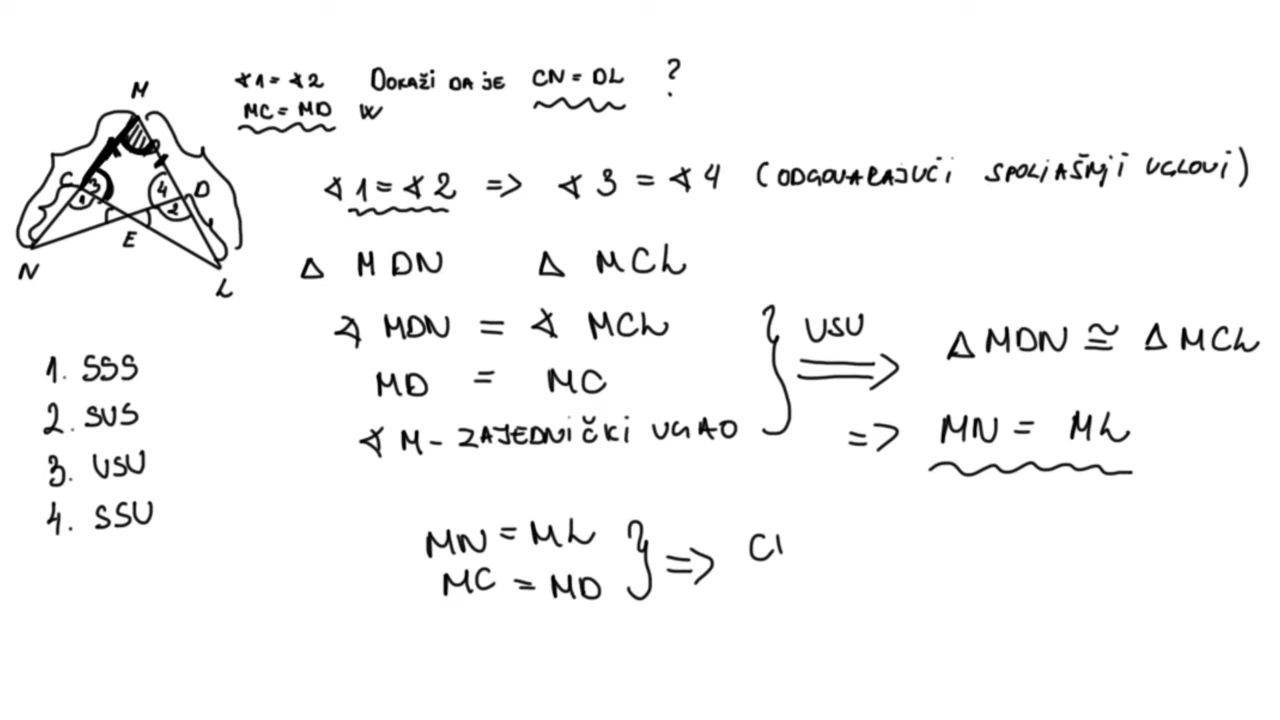 ∢1 = ∢2 Dokaži da je CN = DL ?
MC = MD W
M
C 3 1 4 D 2
E
N
L
∢1 = ∢2 => ∢3 = ∢4 (ODGOVARAJUĆI SPOLJAŠNJI UGLOVI)
Δ MDN Δ MCL
∢ MDN = ∢ MCL
MD = MC
∢ M - ZAJEDNIČKI UGAO
} USU => Δ MDN ≅ Δ MCL
=> MN = ML
1. SSS
2. SUS
3. USU
4. SSU
MN = ML
MC = MD
} => CI